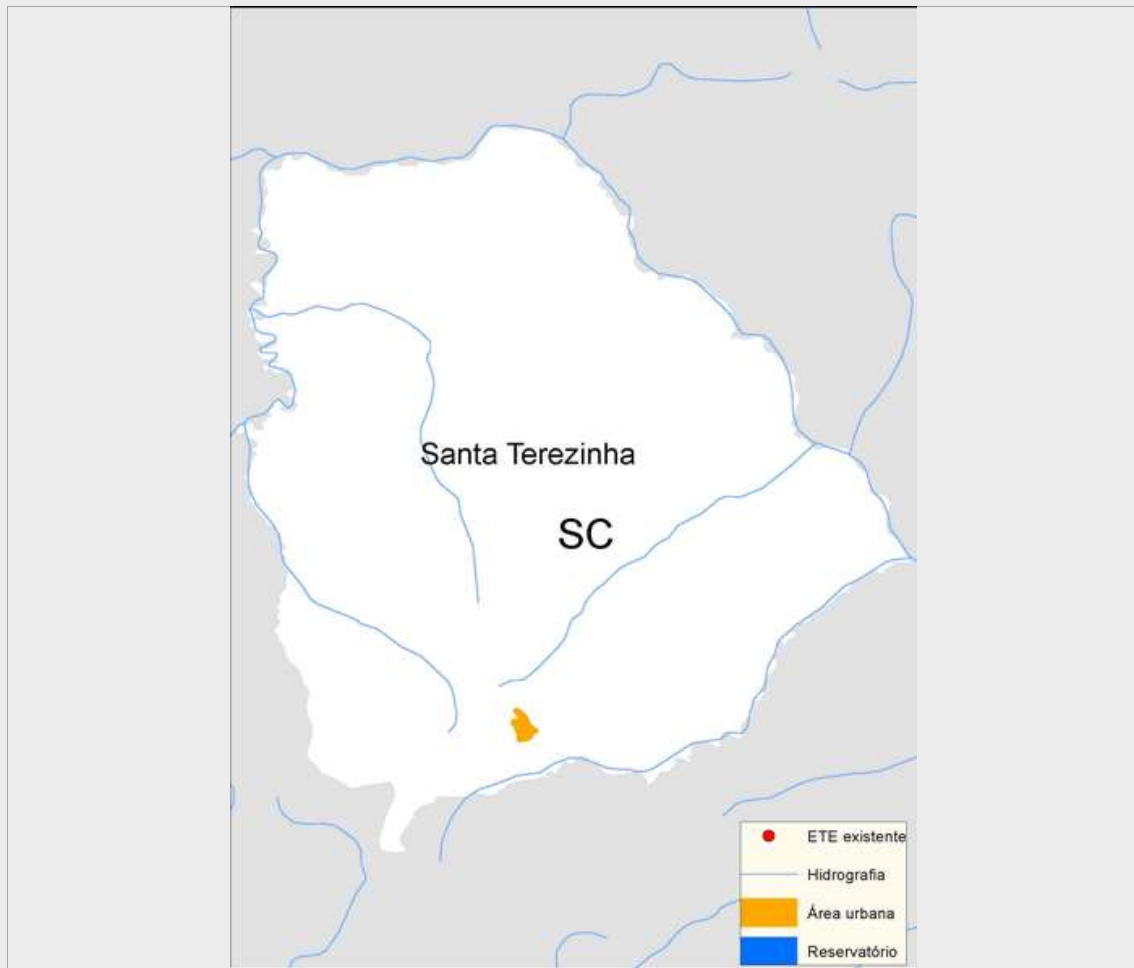 Santa Terezinha
SC
ETE existente
Hidrografia
Área urbana
Reservatório